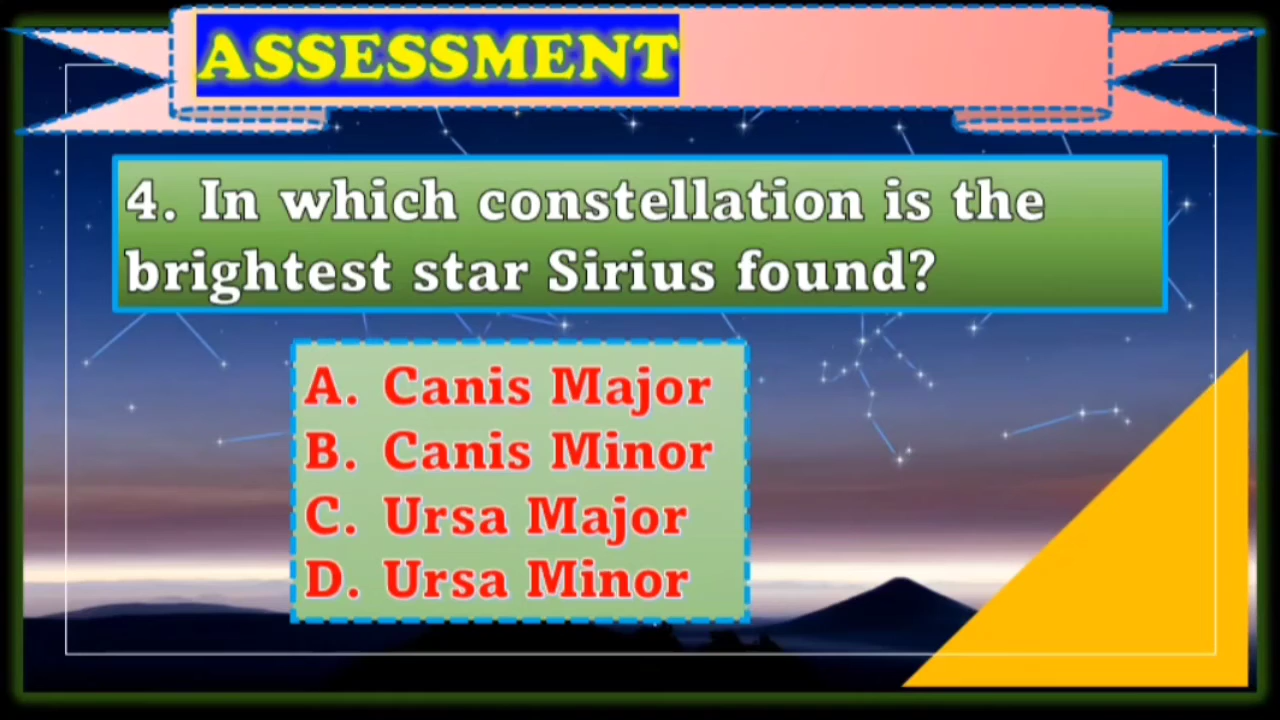 ASSESSMENT
4. In which constellation is the
brightest star Sirius found?
A. Canis Major
B. Canis Minor
C. Ursa Major
D. Ursa Minor